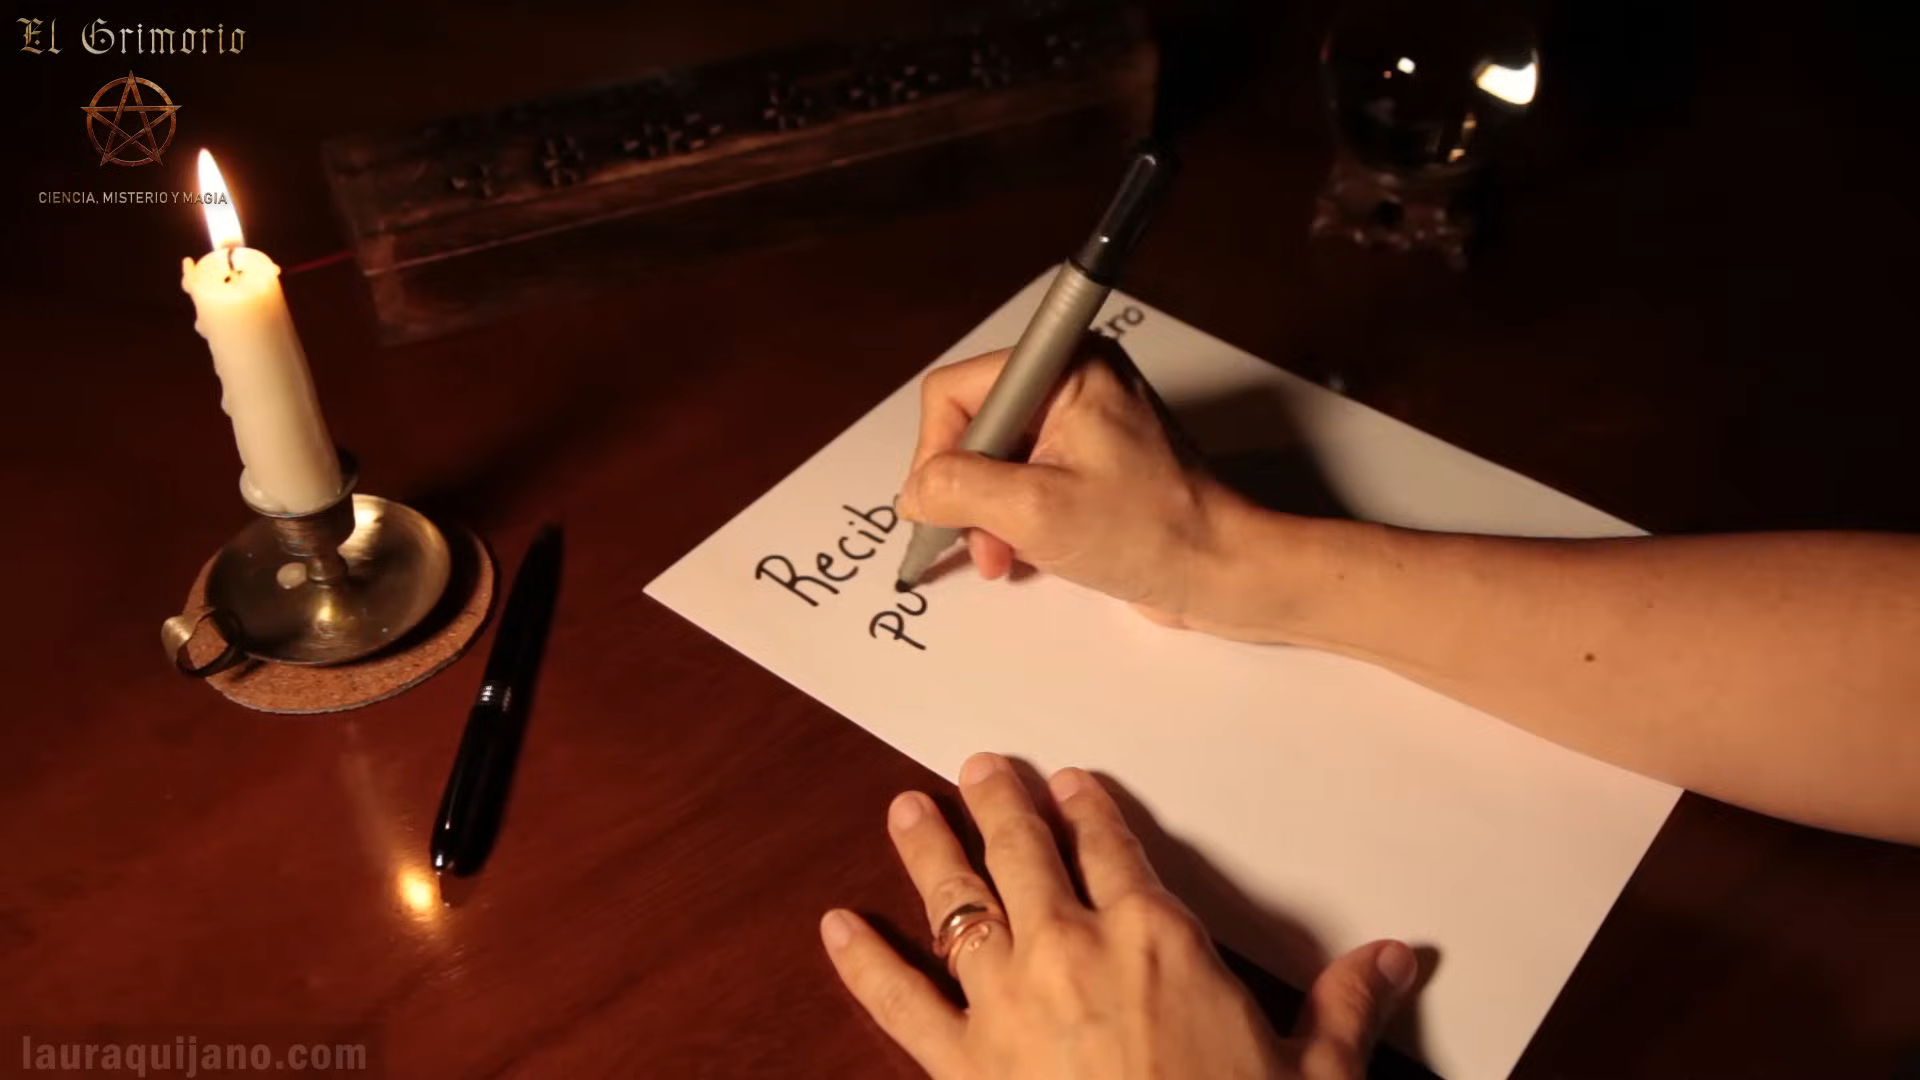 El Grimorio
CIENCIA, MISTERIO Y MAGIA
Recib
pu
lauraquijano.com